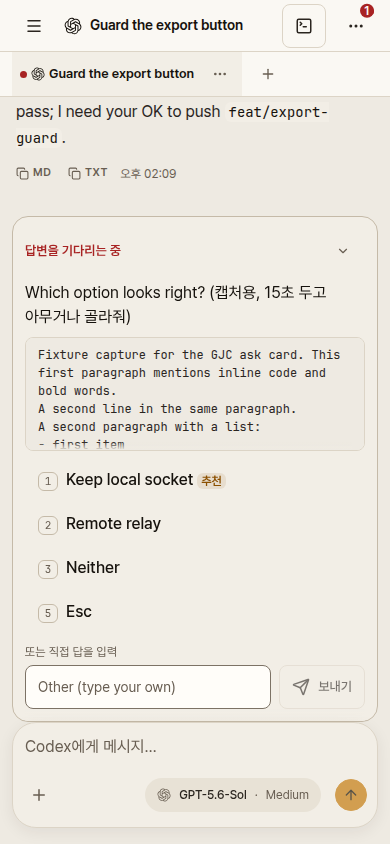 Guard the export button
1
Guard the export button
pass; I need your OK to push feat/export-
guard.
MD TXT 오후 02:09
답변을 기다리는 중
Which option looks right? (캡처용, 15초 두고
아무거나 골라줘)
Fixture capture for the GJC ask card. This
first paragraph mentions inline code and
bold words.
A second line in the same paragraph.
A second paragraph with a list:
- first item
1 Keep local socket 추천
2 Remote relay
3 Neither
5 Esc
또는 직접 답을 입력
Other (type your own) 보내기
Codex에게 메시지...
GPT-5.6-Sol · Medium